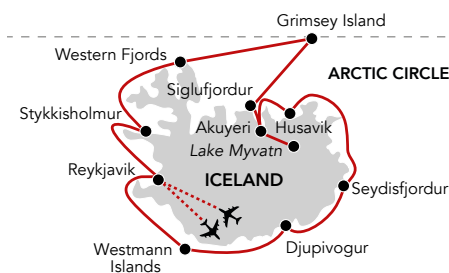 Grimsey Island
Western Fjords
ARCTIC CIRCLE
Siglufjordur
Stykkisholmur
Akuyeri
Husavik
Lake Myvatn
Reykjavik
ICELAND
Seydisfjordur
Djupivogur
Westmann
Islands